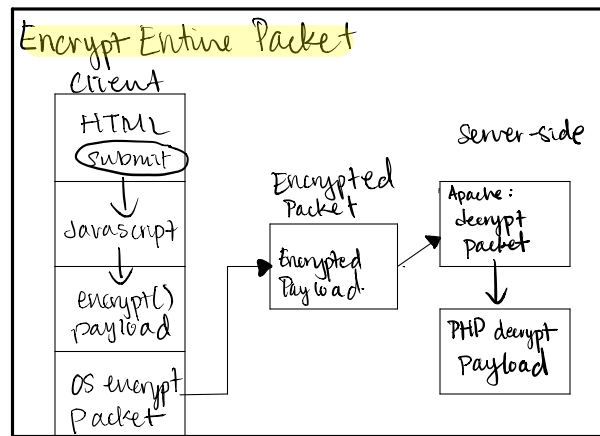 Encrypt Entire Packet
Client
HTML
submit
Javascript
encrypt()
payload
OS encrypt
Packet
Encrypted
Packet
Encrypted
Payload.
Server-side
Apache:
decrypt
packet
PHP decrypt
Payload